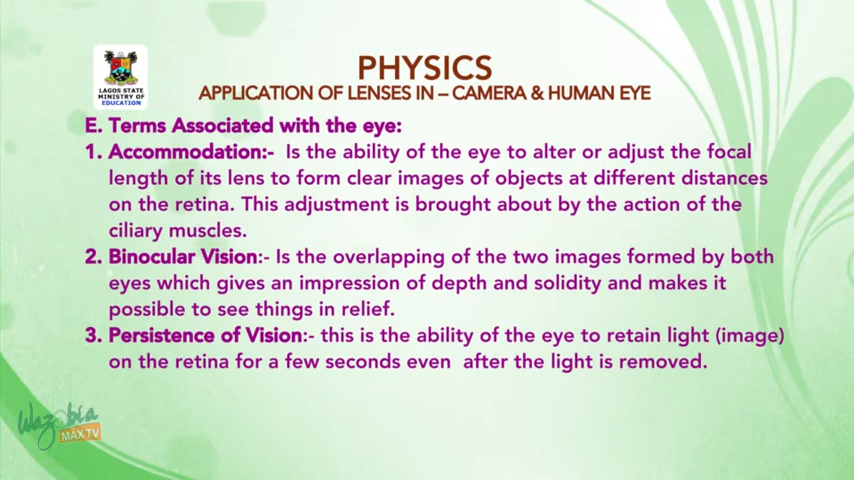 PHYSICS
APPLICATION OF LENSES IN – CAMERA & HUMAN EYE
LAGOS STATE
MINISTRY OF
EDUCATION
E. Terms Associated with the eye:
1. Accommodation:- Is the ability of the eye to alter or adjust the focal
length of its lens to form clear images of objects at different distances
on the retina. This adjustment is brought about by the action of the
ciliary muscles.
2. Binocular Vision:- Is the overlapping of the two images formed by both
eyes which gives an impression of depth and solidity and makes it
possible to see things in relief.
3. Persistence of Vision:- this is the ability of the eye to retain light (image)
on the retina for a few seconds even after the light is removed.
Wazobia
MAX TV